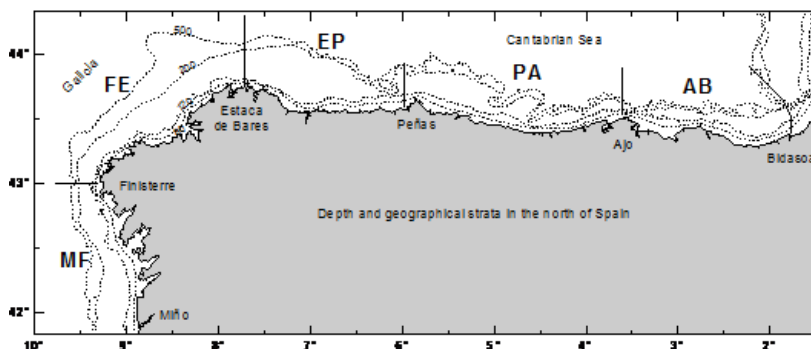 44°
43°
42°
500
200
120
EP
Cantabrian Sea
Galicia
FE
PA
AB
Estaca
de Bares
Peñas
Ajo
Bidasoa
Finisterre
Depth and geographical strata in the north of Spain
MF
Miño
10° 9° 8° 7° 6° 5° 4° 3° 2°